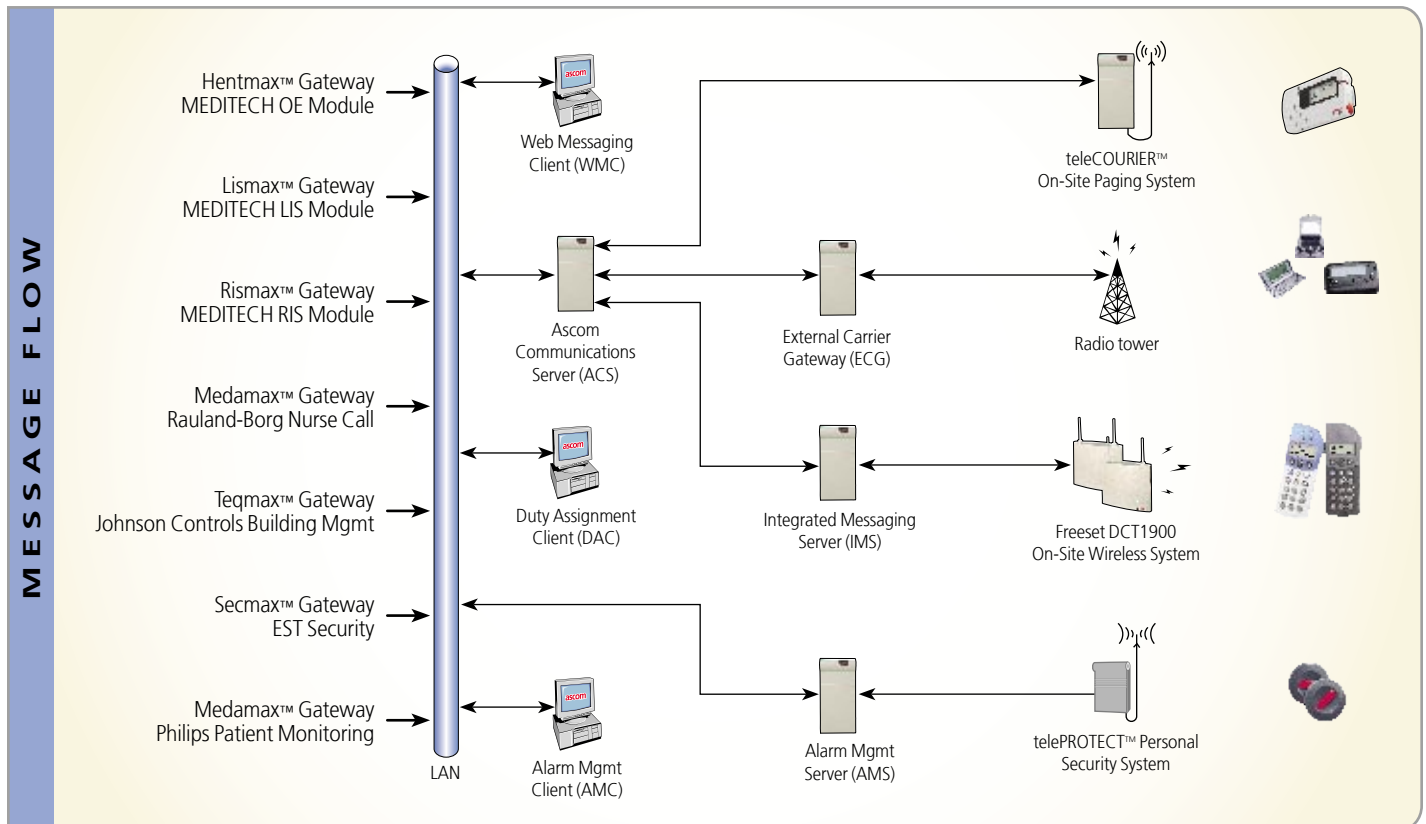 MESSAGE FLOW
Hentmax™ Gateway
MEDITECH OE Module
Lismax™ Gateway
MEDITECH LIS Module
Rismax™ Gateway
MEDITECH RIS Module
Medamax™ Gateway
Rauland-Borg Nurse Call
Teqmax™ Gateway
Johnson Controls Building Mgmt
Secmax™ Gateway
EST Security
Medamax™ Gateway
Philips Patient Monitoring
LAN
ascom
Web Messaging
Client (WMC)
Ascom
Communications
Server (ACS)
ascom
Duty Assignment
Client (DAC)
ascom
Alarm Mgmt
Client (AMC)
External Carrier
Gateway (ECG)
Integrated Messaging
Server (IMS)
Alarm Mgmt
Server (AMS)
teleCOURIER™
On-Site Paging System
Radio tower
Freeset DCT1900
On-Site Wireless System
telePROTECT™ Personal
Security System